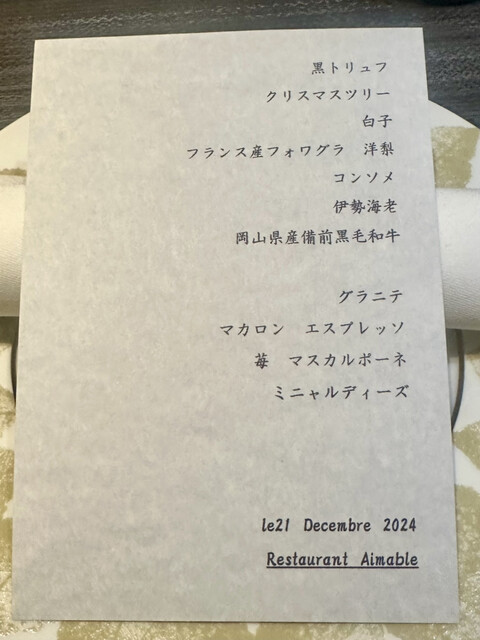 黒トリュフ
クリスマスツリー
白子
フランス産フォワグラ 洋梨
コンソメ
伊勢海老
岡山県産備前黒毛和牛
グラニテ
マカロン エスプレッソ
苺 マスカルポーネ
ミニャルディーズ
le21 Decembre 2024
Restaurant Aimable